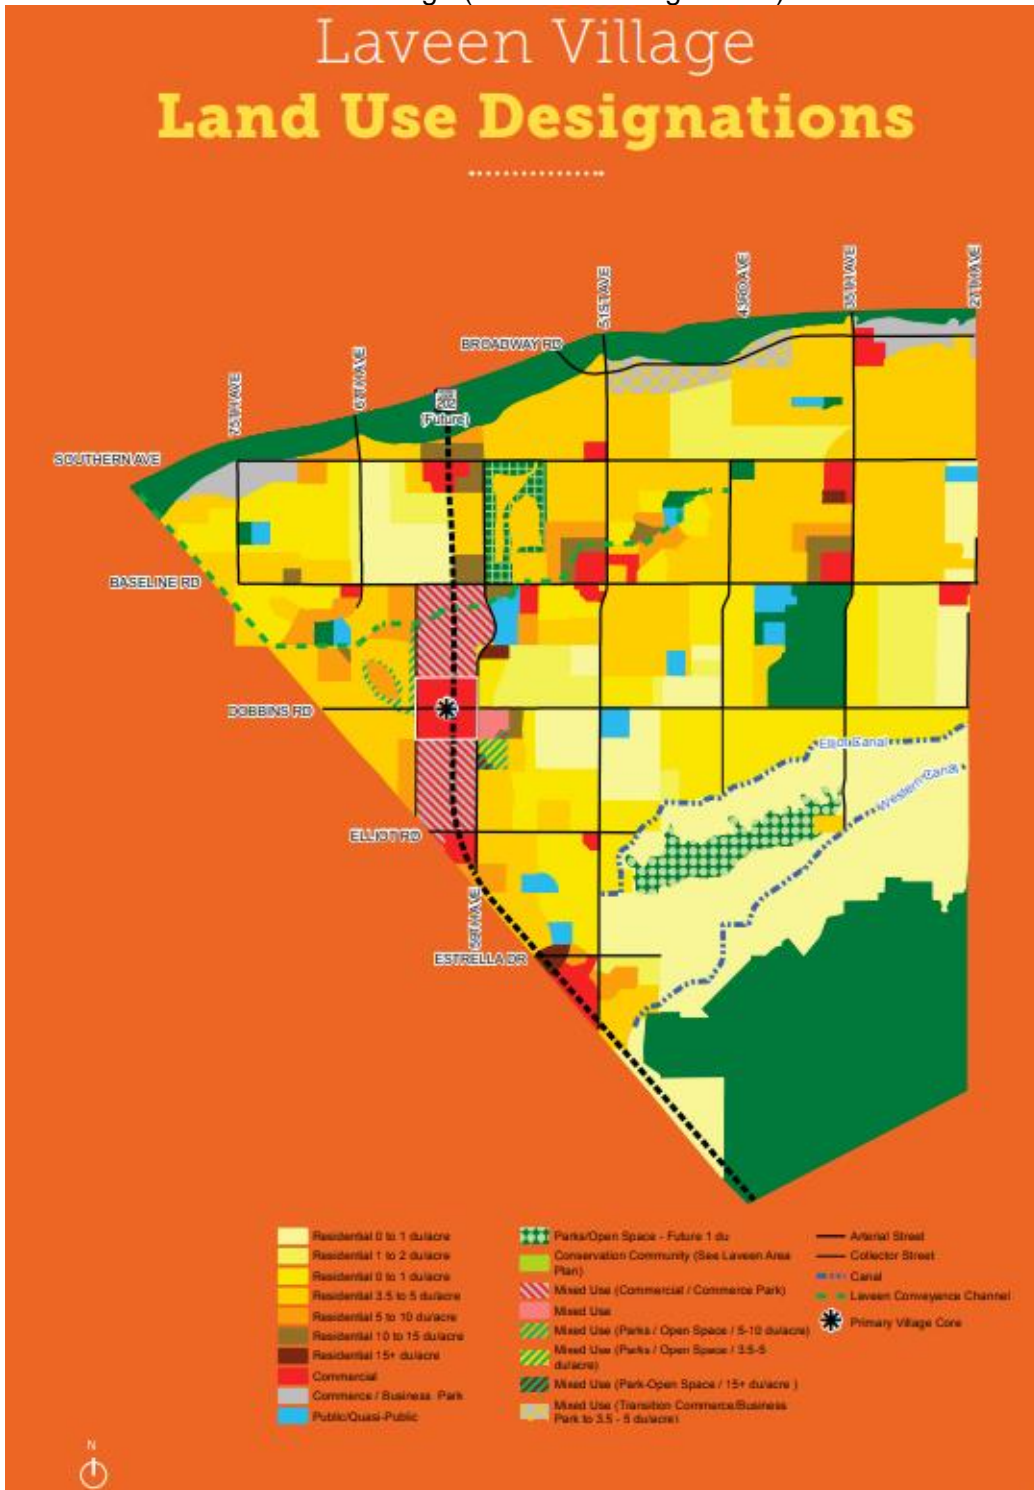 Laveen Village
Land Use Designations
51ST AVE
43RD AVE
35TH AVE
27TH AVE
BROADWAY RD
67TH AVE
75TH AVE
202
(Future)
SOUTHERN AVE
BASELINE RD
DOBBINS RD
Elliot Canal
Western Canal
ELLIOT RD
59TH AVE
ESTRELLA DR
Residential 0 to 1 du/acre
Residential 1 to 2 du/acre
Residential 0 to 1 du/acre
Residential 3.5 to 5 du/acre
Residential 5 to 10 du/acre
Residential 10 to 15 du/acre
Residential 15+ du/acre
Commercial
Commerce / Business Park
Public/Quasi-Public
Parks/Open Space - Future 1 du
Conservation Community (See Laveen Area
Plan)
Mixed Use (Commercial / Commerce Park)
Mixed Use
Mixed Use (Parks / Open Space / 5-10 du/acre)
Mixed Use (Parks / Open Space / 3.5-5
du/acre)
Mixed Use (Park-Open Space / 15+ du/acre )
Mixed Use (Transition Commerce/Business
Park to 3.5 - 5 du/acre)
Arterial Street
Collector Street
Canal
Laveen Conveyance Channel
Primary Village Core
N